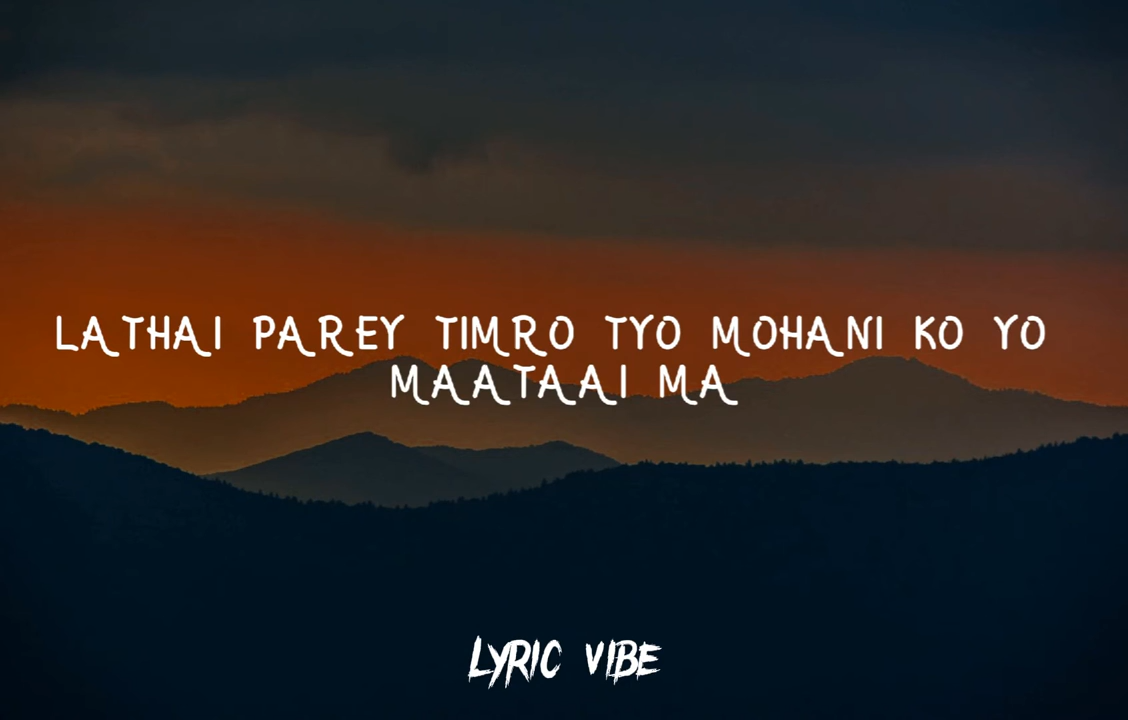 LATHAI PAREY TIMRO TYO MOHANI KO YO
MAATAAI MA
LYRIC VIBE